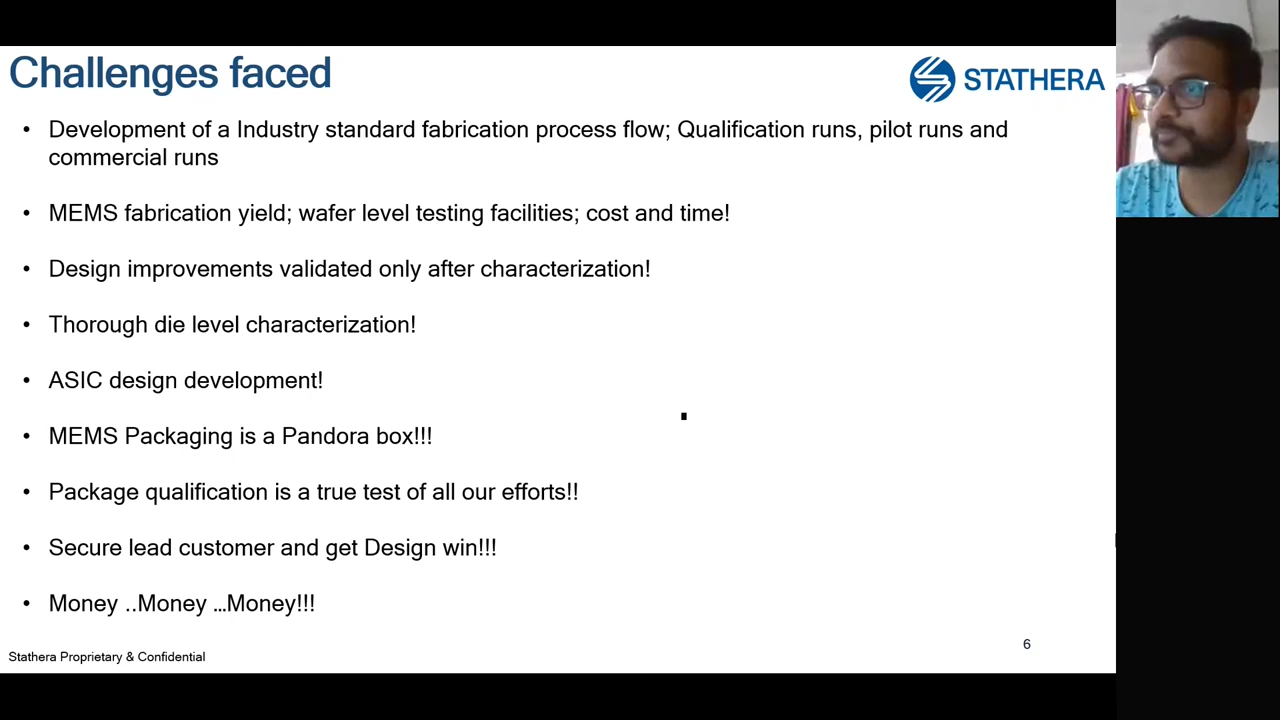 Challenges faced
STATHERA
• Development of a Industry standard fabrication process flow; Qualification runs, pilot runs and
commercial runs
• MEMS fabrication yield; wafer level testing facilities; cost and time!
• Design improvements validated only after characterization!
• Thorough die level characterization!
• ASIC design development!
• MEMS Packaging is a Pandora box!!!
• Package qualification is a true test of all our efforts!!
• Secure lead customer and get Design win!!!
• Money ..Money …Money!!!
6
Stathera Proprietary & Confidential